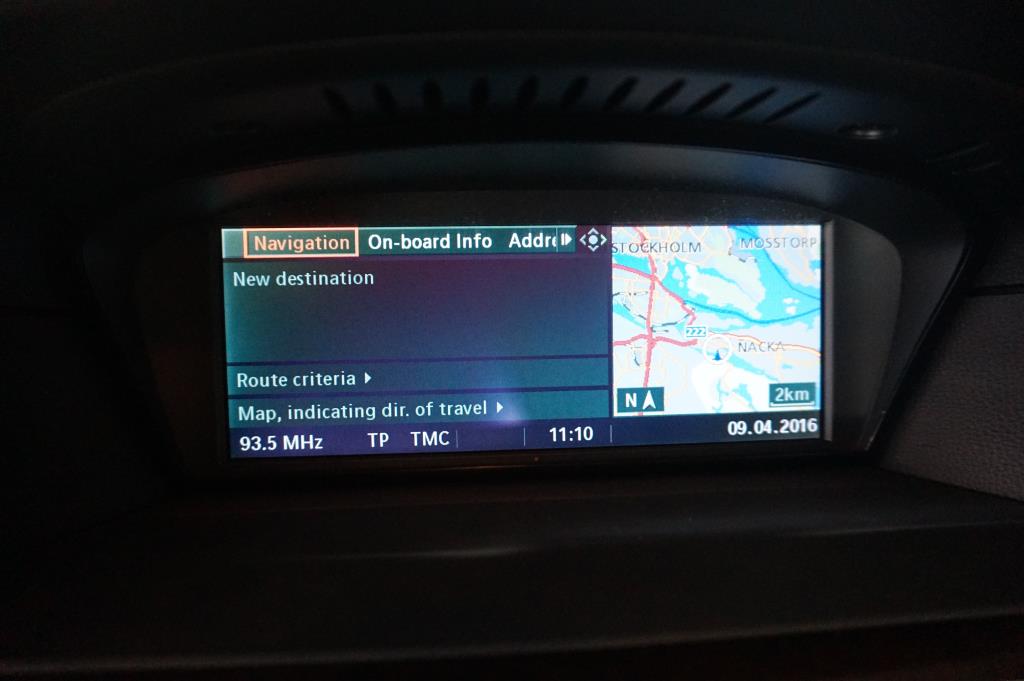 Navigation On-board Info Addre
New destination
Route criteria
Map, indicating dir. of travel
93.5 MHz TP TMC 11:10 09.04.2016
STOCKHOLM MOSSTORP
222
NACKA
N 2km